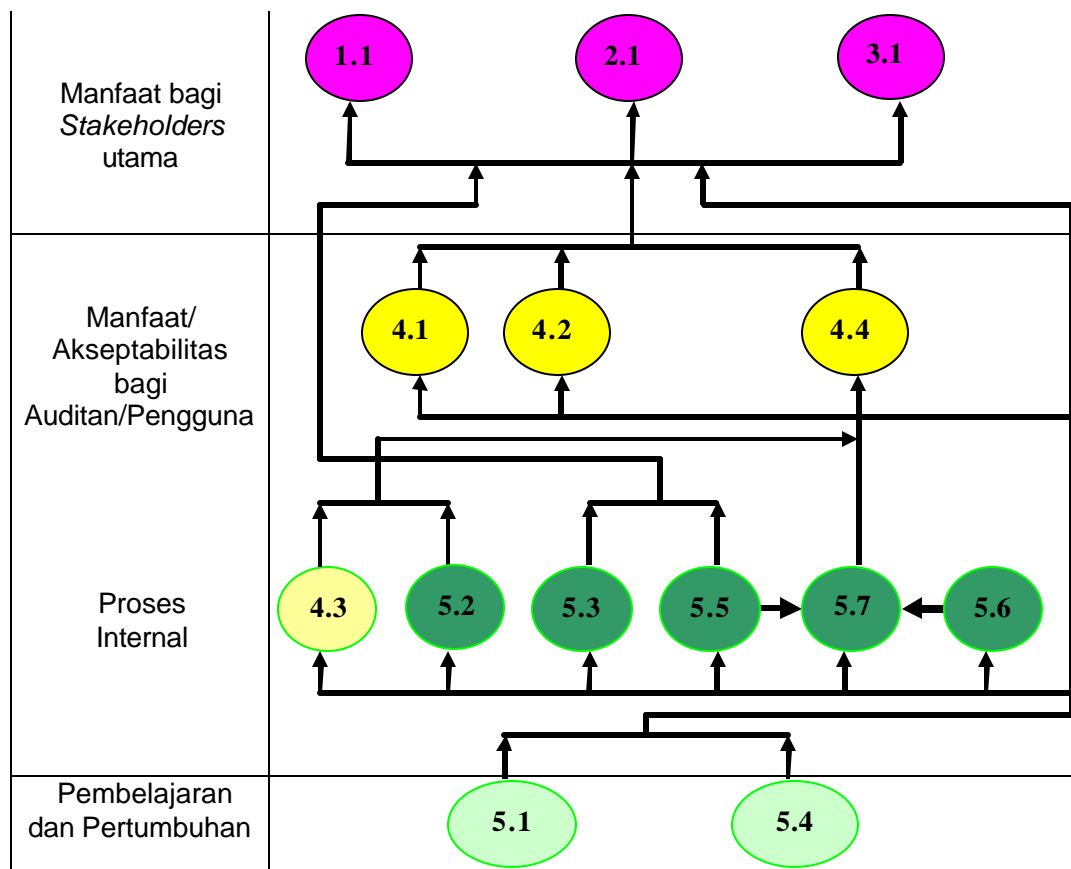 1.1 2.1 3.1
Manfaat bagi
Stakeholders
utama
Manfaat/
Akseptabilitas
bagi
Auditan/Pengguna
4.1 4.2 4.4
Proses
Internal
4.3 5.2 5.3 5.5 5.7 5.6
Pembelajaran
dan Pertumbuhan
5.1 5.4